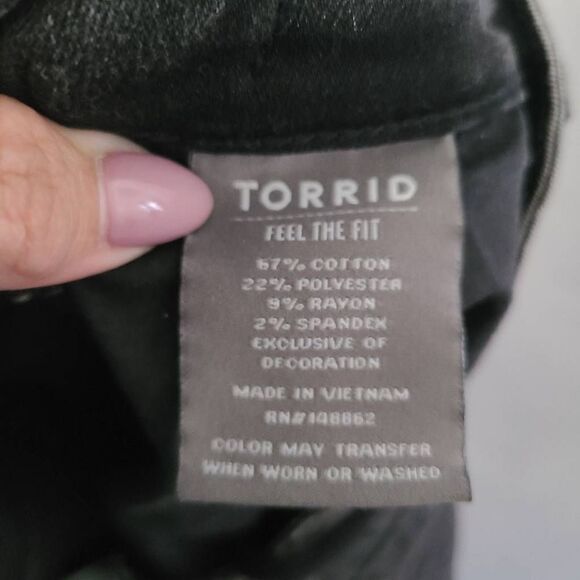 TORRID
FEEL THE FIT
67% COTTON
22% POLYESTER
9% RAYON
2% SPANDEX
EXCLUSIVE OF
DECORATION
MADE IN VIETNAM
RN#148862
COLOR MAY TRANSFER
WHEN WORN OR WASHED